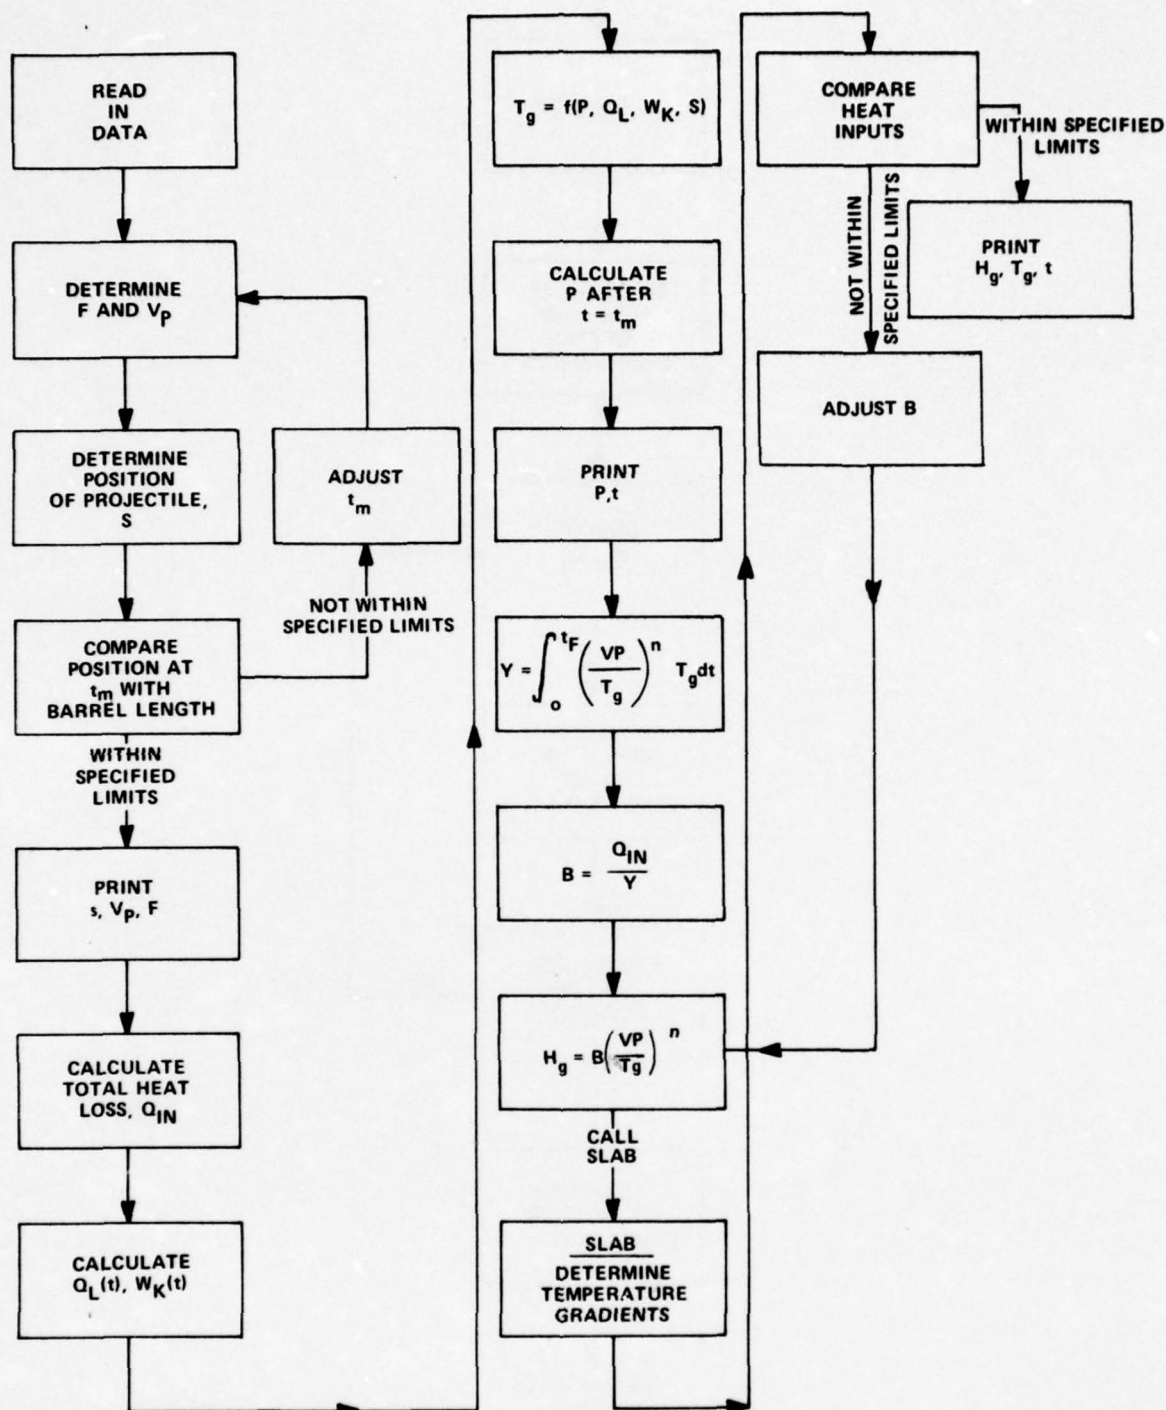 READ
IN
DATA
DETERMINE
F AND V_P
DETERMINE
POSITION
OF PROJECTILE,
S
ADJUST
t_m
COMPARE
POSITION AT
t_m WITH
BARREL LENGTH
NOT WITHIN
SPECIFIED LIMITS
WITHIN
SPECIFIED
LIMITS
PRINT
s, V_P, F
CALCULATE
TOTAL HEAT
LOSS, Q_IN
CALCULATE
Q_L(t), W_K(t)
T_g = f(P, Q_L, W_K, S)
CALCULATE
P AFTER
t = t_m
PRINT
P,t
Y = ∫_o^t_F (VP/T_g)^n T_g dt
B = Q_IN/Y
H_g = B(VP/Tg)^n
CALL
SLAB
SLAB
DETERMINE
TEMPERATURE
GRADIENTS
COMPARE
HEAT
INPUTS
WITHIN SPECIFIED
LIMITS
PRINT
H_g, T_g, t
NOT WITHIN
SPECIFIED LIMITS
ADJUST B